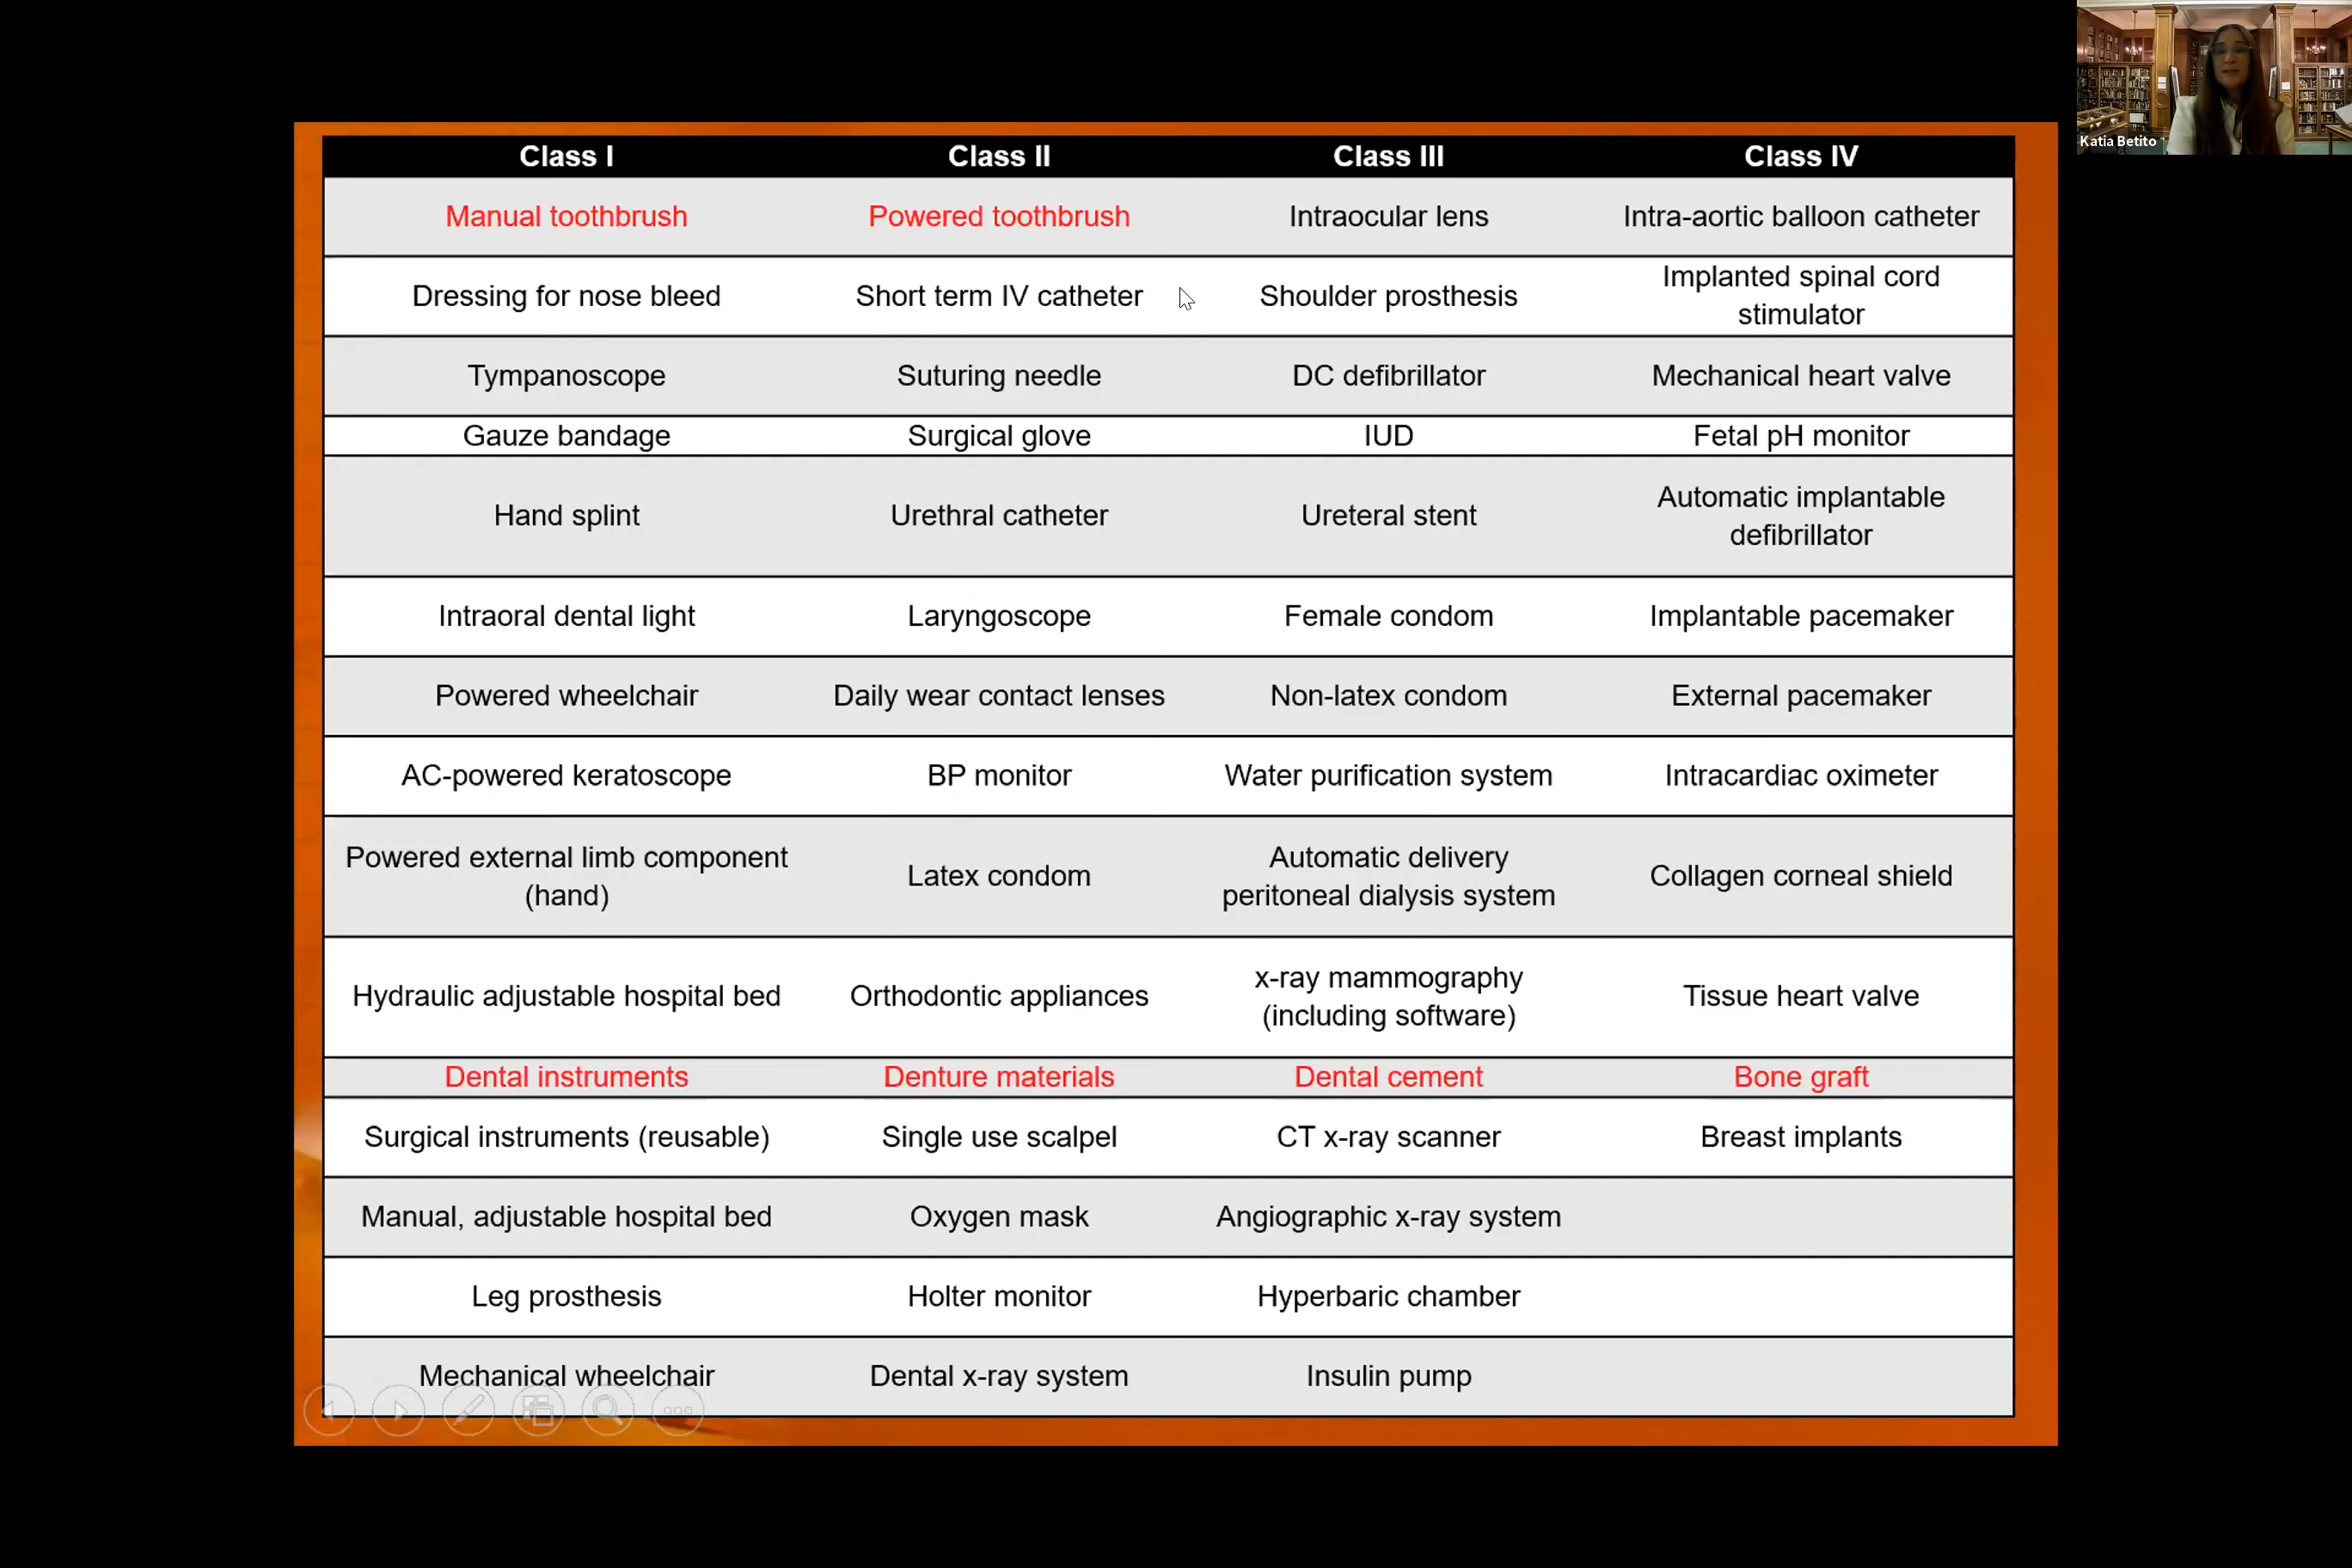 Class I Class II Class III Class IV
Manual toothbrush Powered toothbrush Intraocular lens Intra-aortic balloon catheter
Dressing for nose bleed Short term IV catheter Shoulder prosthesis Implanted spinal cord
stimulator
Tympanoscope Suturing needle DC defibrillator Mechanical heart valve
Gauze bandage Surgical glove IUD Fetal pH monitor
Hand splint Urethral catheter Ureteral stent Automatic implantable
defibrillator
Intraoral dental light Laryngoscope Female condom Implantable pacemaker
Powered wheelchair Daily wear contact lenses Non-latex condom External pacemaker
AC-powered keratoscope BP monitor Water purification system Intracardiac oximeter
Powered external limb component
(hand) Latex condom Automatic delivery
peritoneal dialysis system Collagen corneal shield
Hydraulic adjustable hospital bed Orthodontic appliances x-ray mammography
(including software) Tissue heart valve
Dental instruments Denture materials Dental cement Bone graft
Surgical instruments (reusable) Single use scalpel CT x-ray scanner Breast implants
Manual, adjustable hospital bed Oxygen mask Angiographic x-ray system
Leg prosthesis Holter monitor Hyperbaric chamber
Mechanical wheelchair Dental x-ray system Insulin pump
Katia Betito